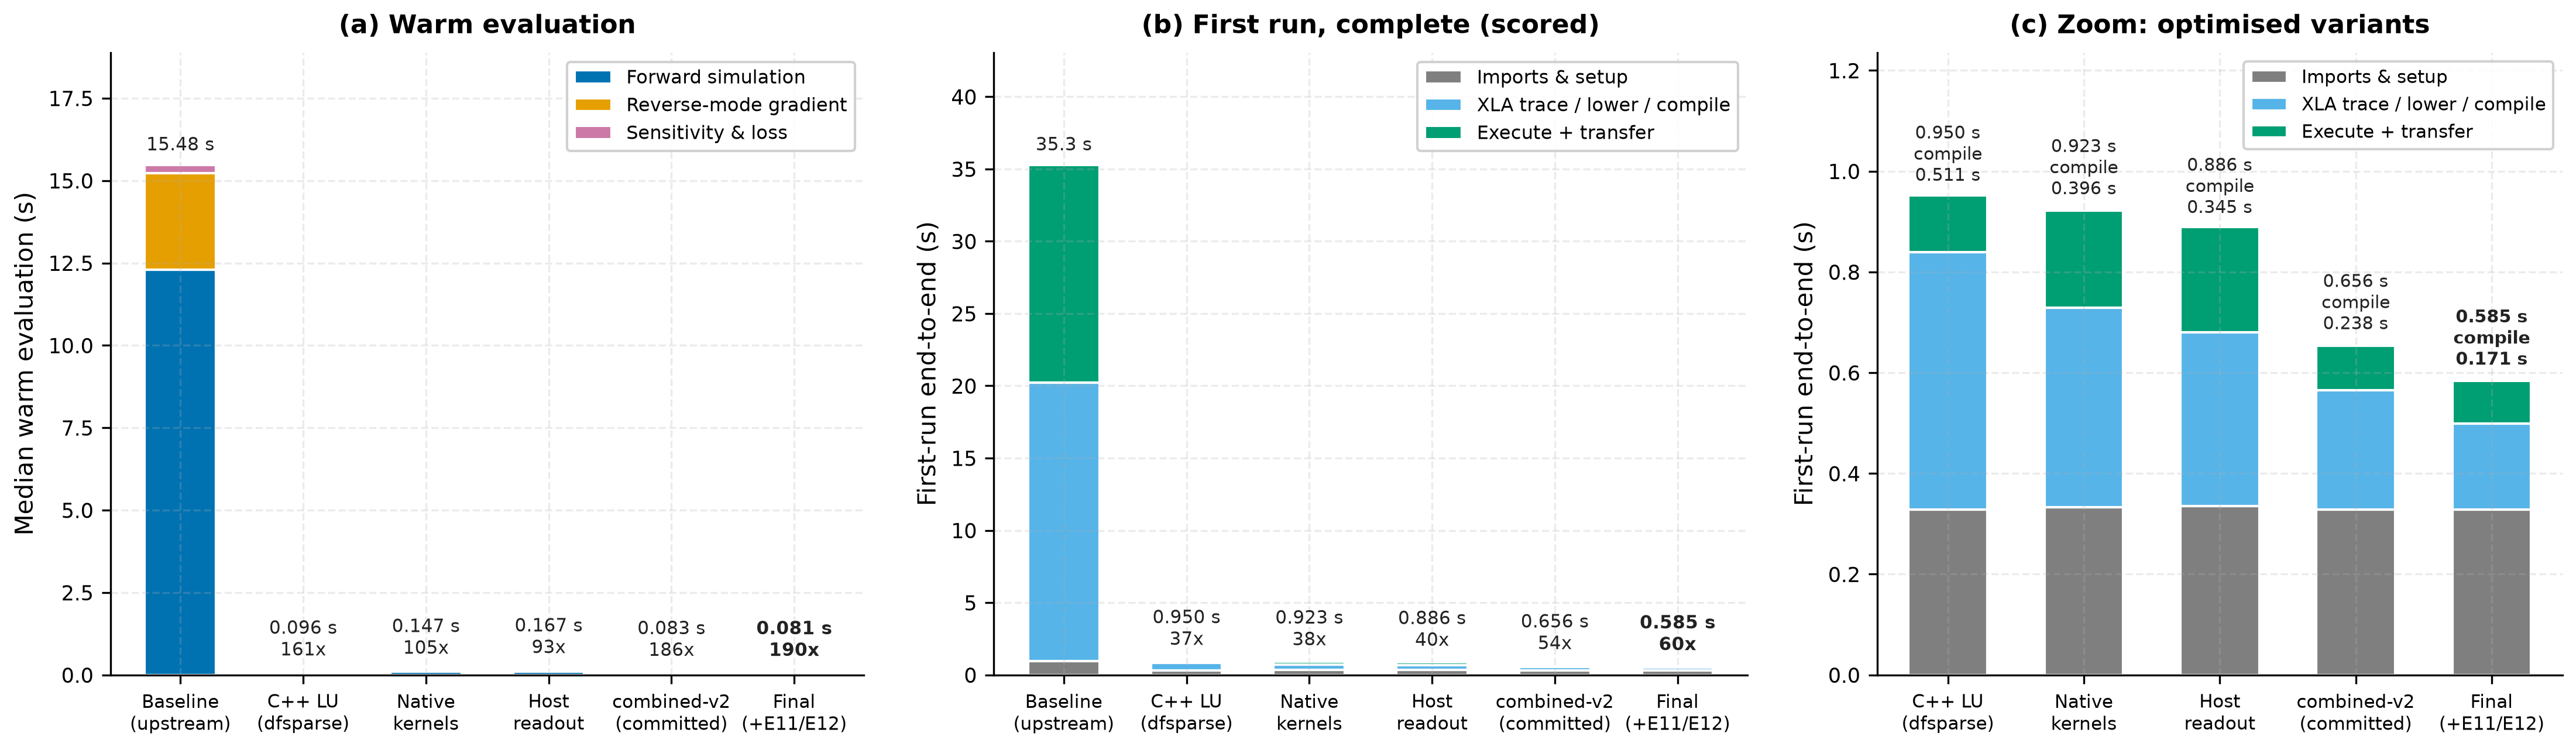 (a) Warm evaluation
Median warm evaluation (s)
17.5
15.0
12.5
10.0
7.5
5.0
2.5
0.0
Forward simulation
Reverse-mode gradient
Sensitivity & loss
15.48 s
0.096 s
161x
0.147 s
105x
0.167 s
93x
0.083 s
186x
0.081 s
190x
Baseline
(upstream)
C++ LU
(dfsparse)
Native
kernels
Host
readout
combined-v2
(committed)
Final
(+E11/E12)
(b) First run, complete (scored)
First-run end-to-end (s)
40
35
30
25
20
15
10
5
0
Imports & setup
XLA trace / lower / compile
Execute + transfer
35.3 s
0.950 s
37x
0.923 s
38x
0.886 s
40x
0.656 s
54x
0.585 s
60x
Baseline
(upstream)
C++ LU
(dfsparse)
Native
kernels
Host
readout
combined-v2
(committed)
Final
(+E11/E12)
(c) Zoom: optimised variants
First-run end-to-end (s)
1.2
1.0
0.8
0.6
0.4
0.2
0.0
Imports & setup
XLA trace / lower / compile
Execute + transfer
0.950 s
compile
0.511 s
0.923 s
compile
0.396 s
0.886 s
compile
0.345 s
0.656 s
compile
0.238 s
0.585 s
compile
0.171 s
C++ LU
(dfsparse)
Native
kernels
Host
readout
combined-v2
(committed)
Final
(+E11/E12)